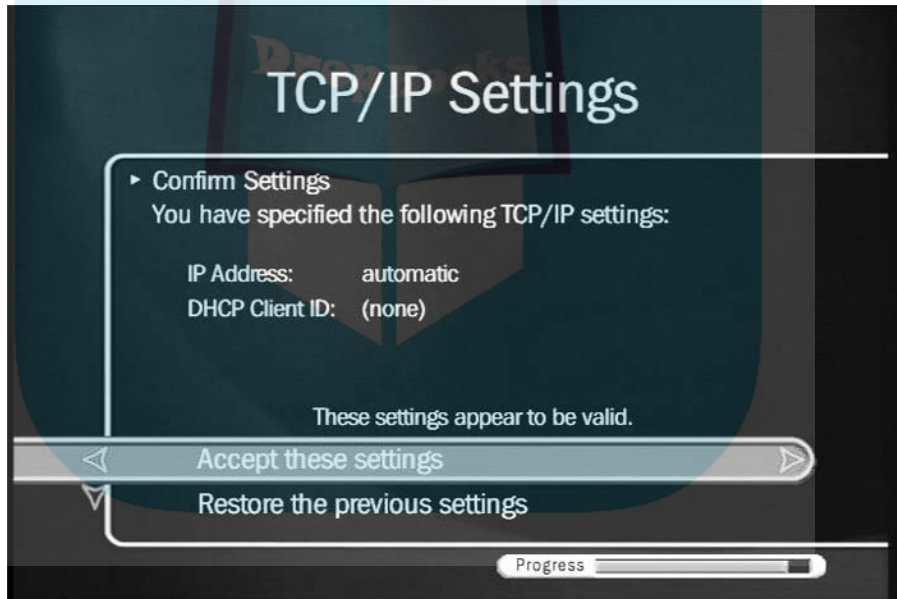 DropBooks
TCP/IP Settings
▸ Confirm Settings
You have specified the following TCP/IP settings:
IP Address: automatic
DHCP Client ID: (none)
These settings appear to be valid.
Accept these settings
Restore the previous settings
Progress